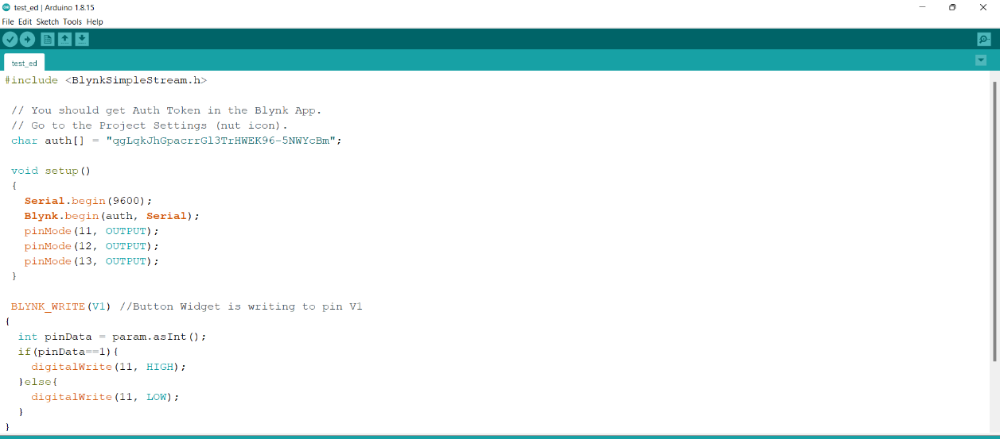 test_ed | Arduino 1.8.15
File Edit Sketch Tools Help
test_ed
#include <BlynkSimpleStream.h>
// You should get Auth Token in the Blynk App.
// Go to the Project Settings (nut icon).
char auth[] = "qgLqkJhGpacrrGl3TrHWEK96-5NWYcBm";
void setup()
{
Serial.begin(9600);
Blynk.begin(auth, Serial);
pinMode(11, OUTPUT);
pinMode(12, OUTPUT);
pinMode(13, OUTPUT);
}
BLYNK_WRITE(V1) //Button Widget is writing to pin V1
{
int pinData = param.asInt();
if(pinData==1){
digitalWrite(11, HIGH);
}else{
digitalWrite(11, LOW);
}
}